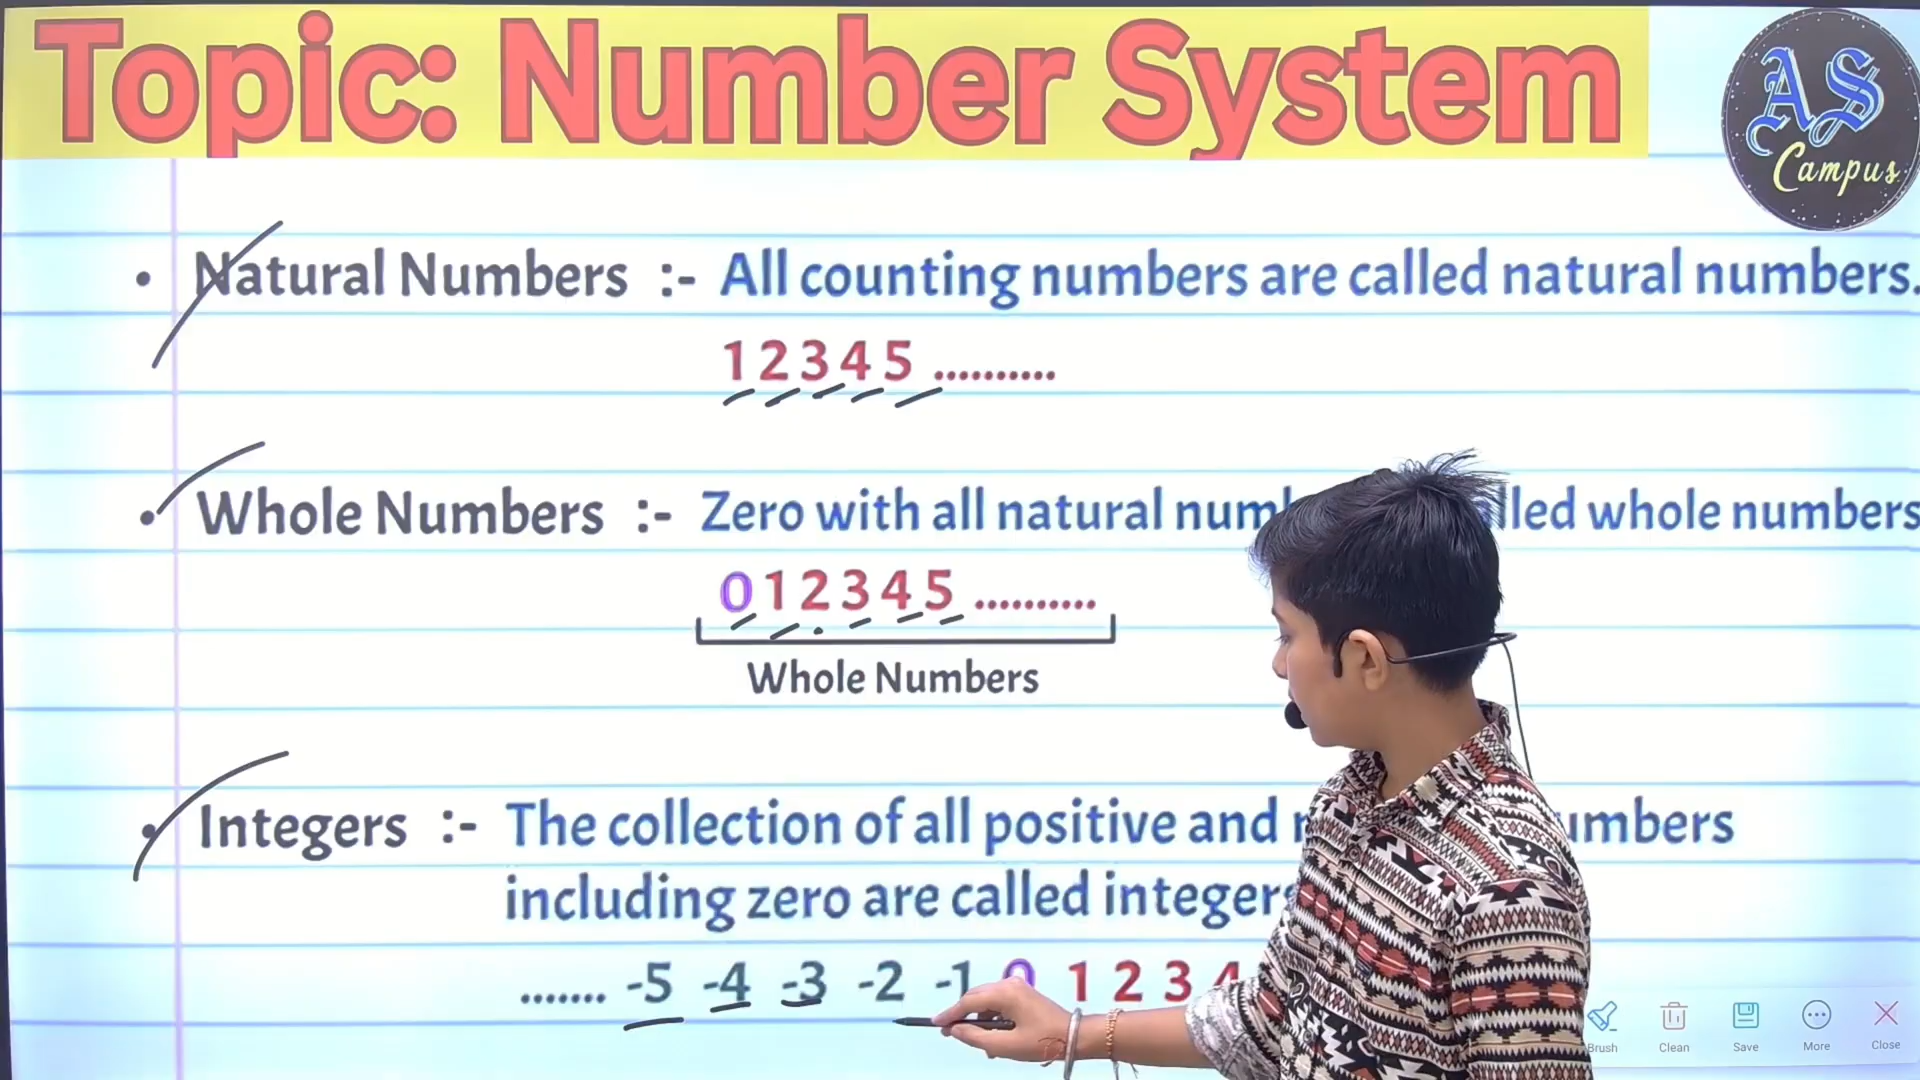 Topic: Number System
AS
Campus
• Natural Numbers :- All counting numbers are called natural numbers.
1 2 3 4 5 ..........
• Whole Numbers :- Zero with all natural lled whole numbers
0 1 2 3 4 5 ..........
Whole Numbers
• Integers :- The collection of all positive and umbers
including zero are called integers
....... -5 -4 -3 -2 -1 0 1 2 3 4
Brush Clean Save More Close